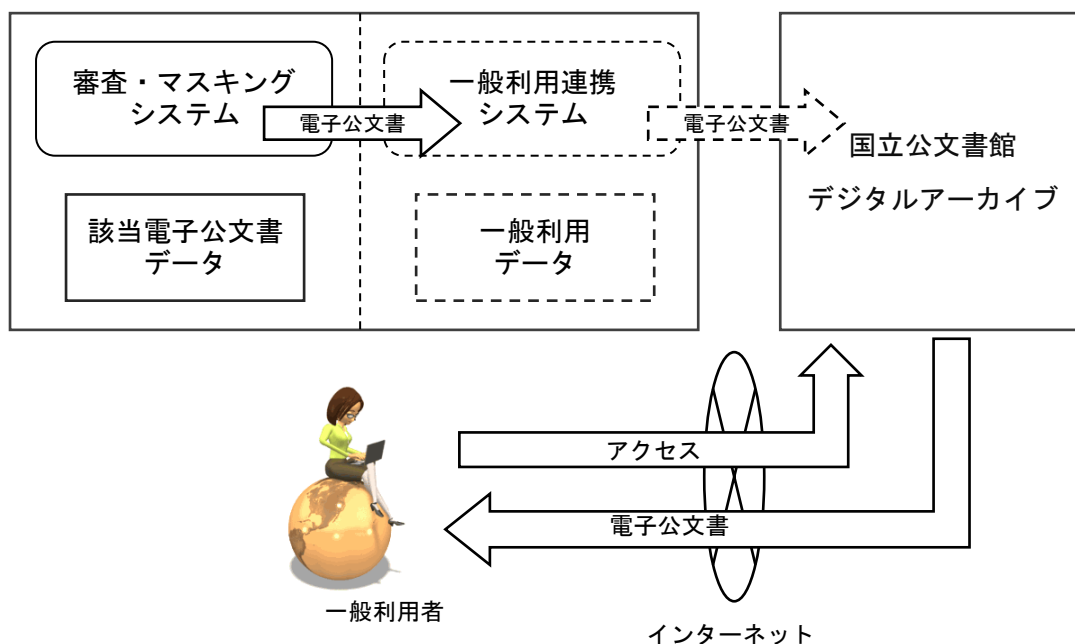 審査・マスキング
システム
電子公文書
一般利用連携
システム
電子公文書
国立公文書館
デジタルアーカイブ
該当電子公文書
データ
一般利用
データ
アクセス
電子公文書
一般利用者
インターネット